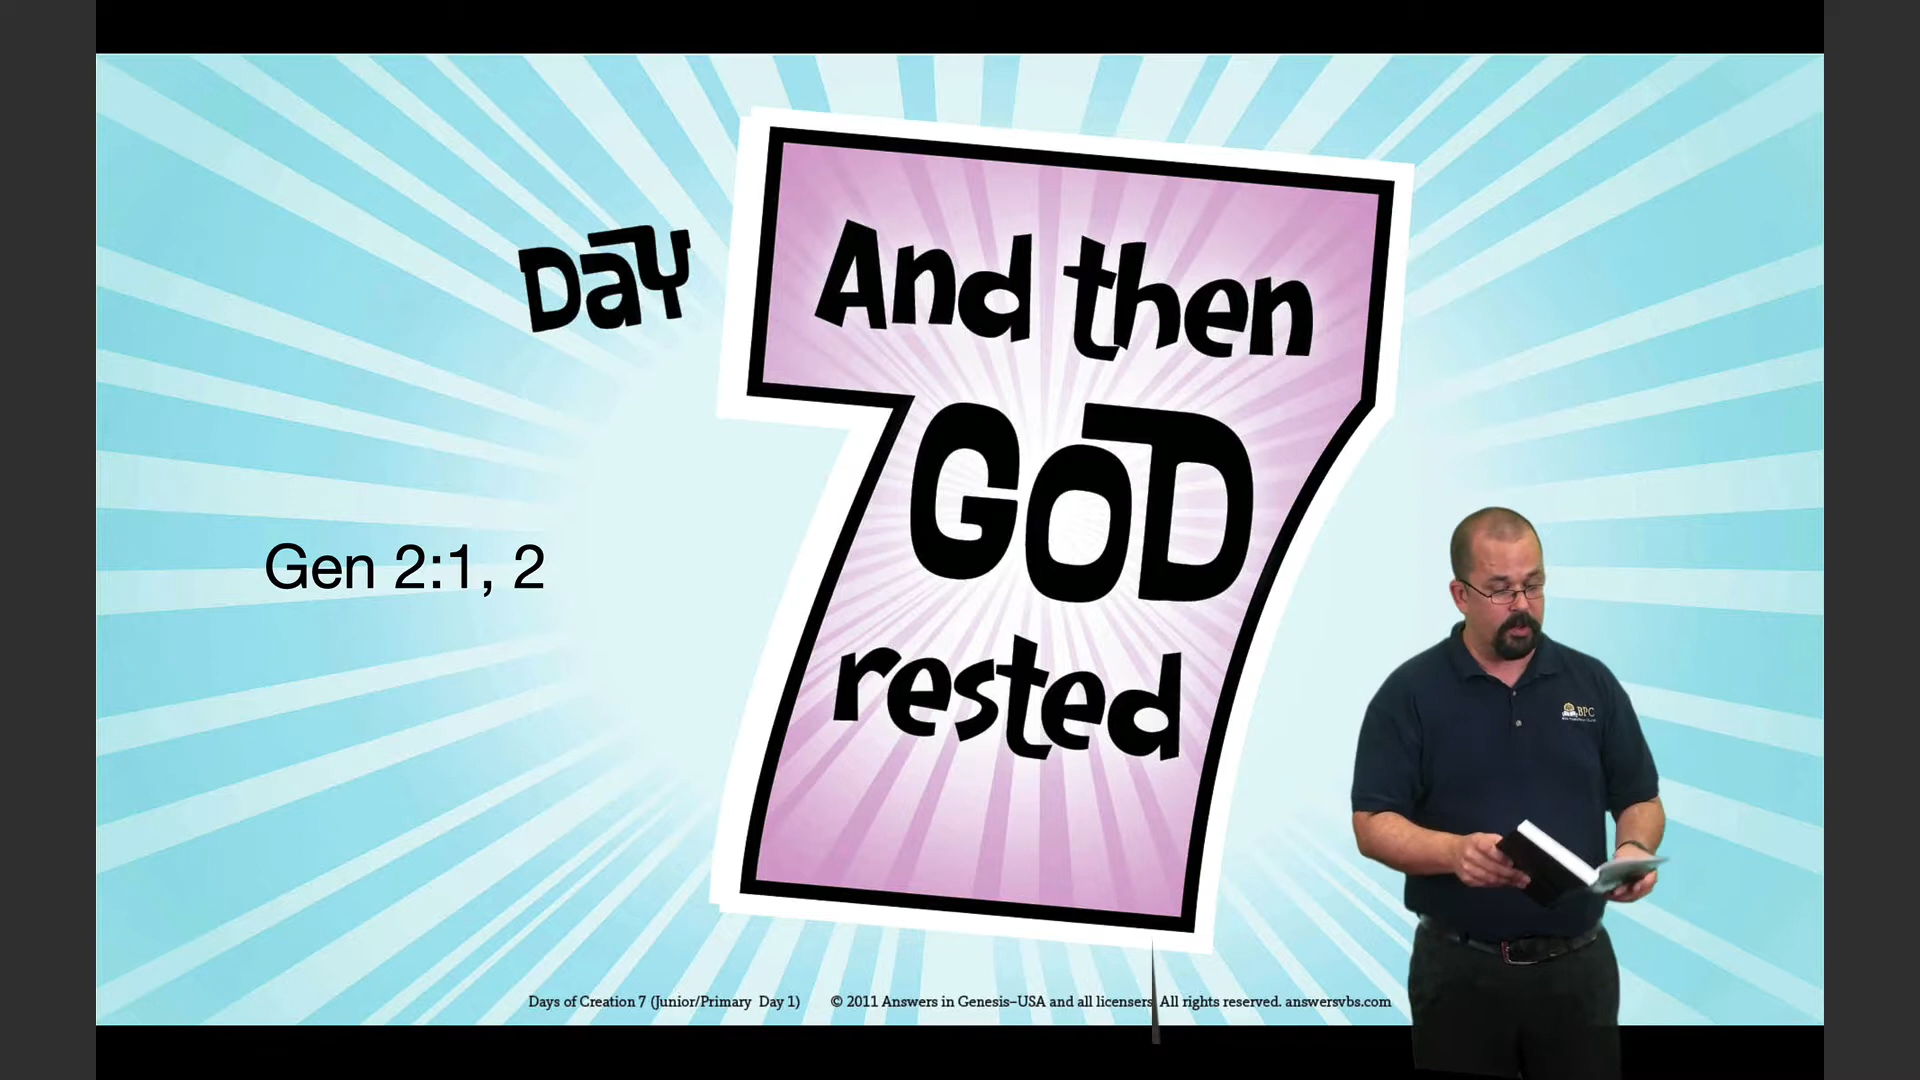 Day
And then
GOD
rested
Gen 2:1, 2
BPC
Days of Creation 7 (Junior/Primary Day 1) © 2011 Answers in Genesis–USA and all licensers. All rights reserved. answersvbs.com